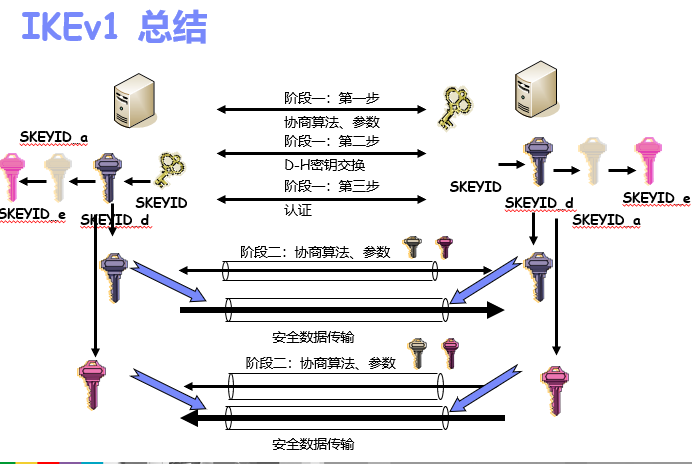 IKEv1 总结
阶段一：第一步
协商算法、参数
阶段一：第二步
D-H密钥交换
阶段一：第三步
认证
SKEYID_a
SKEYID_e
SKEYID_d
SKEYID
SKEYID
SKEYID_d
SKEYID_a
SKEYID_e
阶段二：协商算法、参数
安全数据传输
阶段二：协商算法、参数
安全数据传输